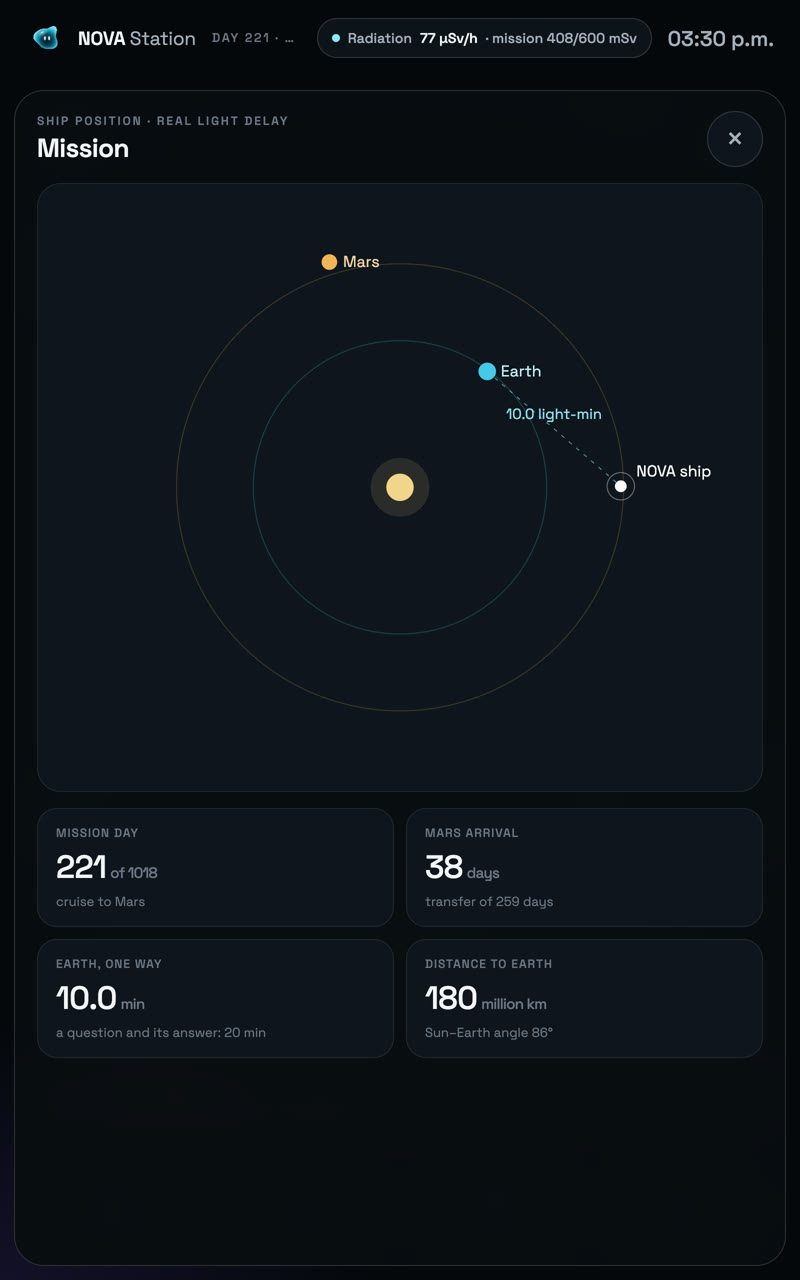 NOVA Station DAY 221 · … Radiation 77 µSv/h · mission 408/600 mSv 03:30 p.m.
SHIP POSITION · REAL LIGHT DELAY
Mission
×
Mars
Earth
10.0 light-min
NOVA ship
MISSION DAY
221 of 1018
cruise to Mars
MARS ARRIVAL
38 days
transfer of 259 days
EARTH, ONE WAY
10.0 min
a question and its answer: 20 min
DISTANCE TO EARTH
180 million km
Sun–Earth angle 86°